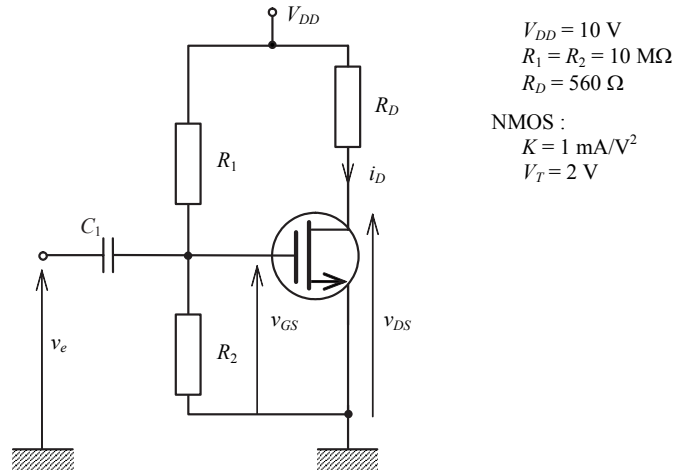 V_DD
V_DD = 10 V
R_1 = R_2 = 10 MΩ
R_D = 560 Ω
NMOS :
K = 1 mA/V²
V_T = 2 V
R_D
R_1
i_D
C_1
v_e
v_GS
v_DS
R_2